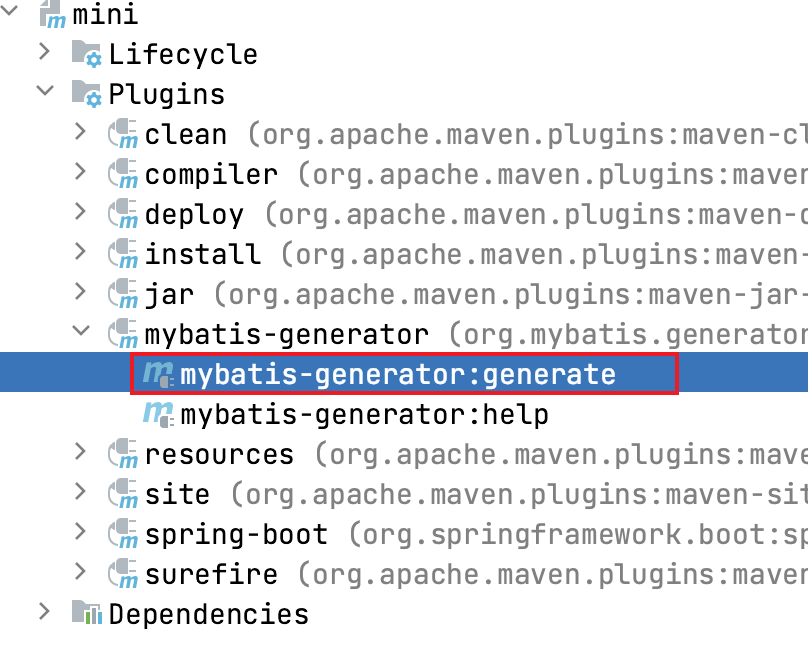 mini
Lifecycle
Plugins
clean (org.apache.maven.plugins:maven-cl
compiler (org.apache.maven.plugins:maven
deploy (org.apache.maven.plugins:maven-d
install (org.apache.maven.plugins:maven-
jar (org.apache.maven.plugins:maven-jar-
mybatis-generator (org.mybatis.generator
mybatis-generator:generate
mybatis-generator:help
resources (org.apache.maven.plugins:mave
site (org.apache.maven.plugins:maven-sit
spring-boot (org.springframework.boot:sp
surefire (org.apache.maven.plugins:maven
Dependencies